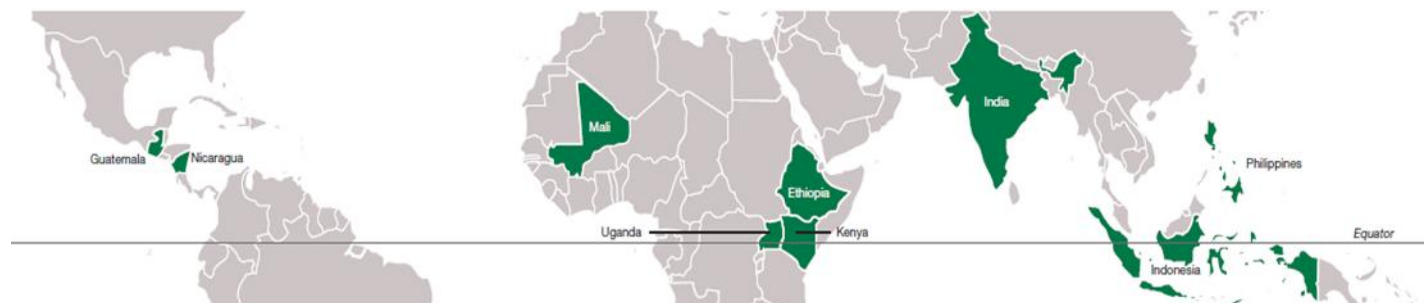 India
Mali
Guatemala
Nicaragua
Philippines
Ethiopia
Uganda
Kenya
Equator
Indonesia